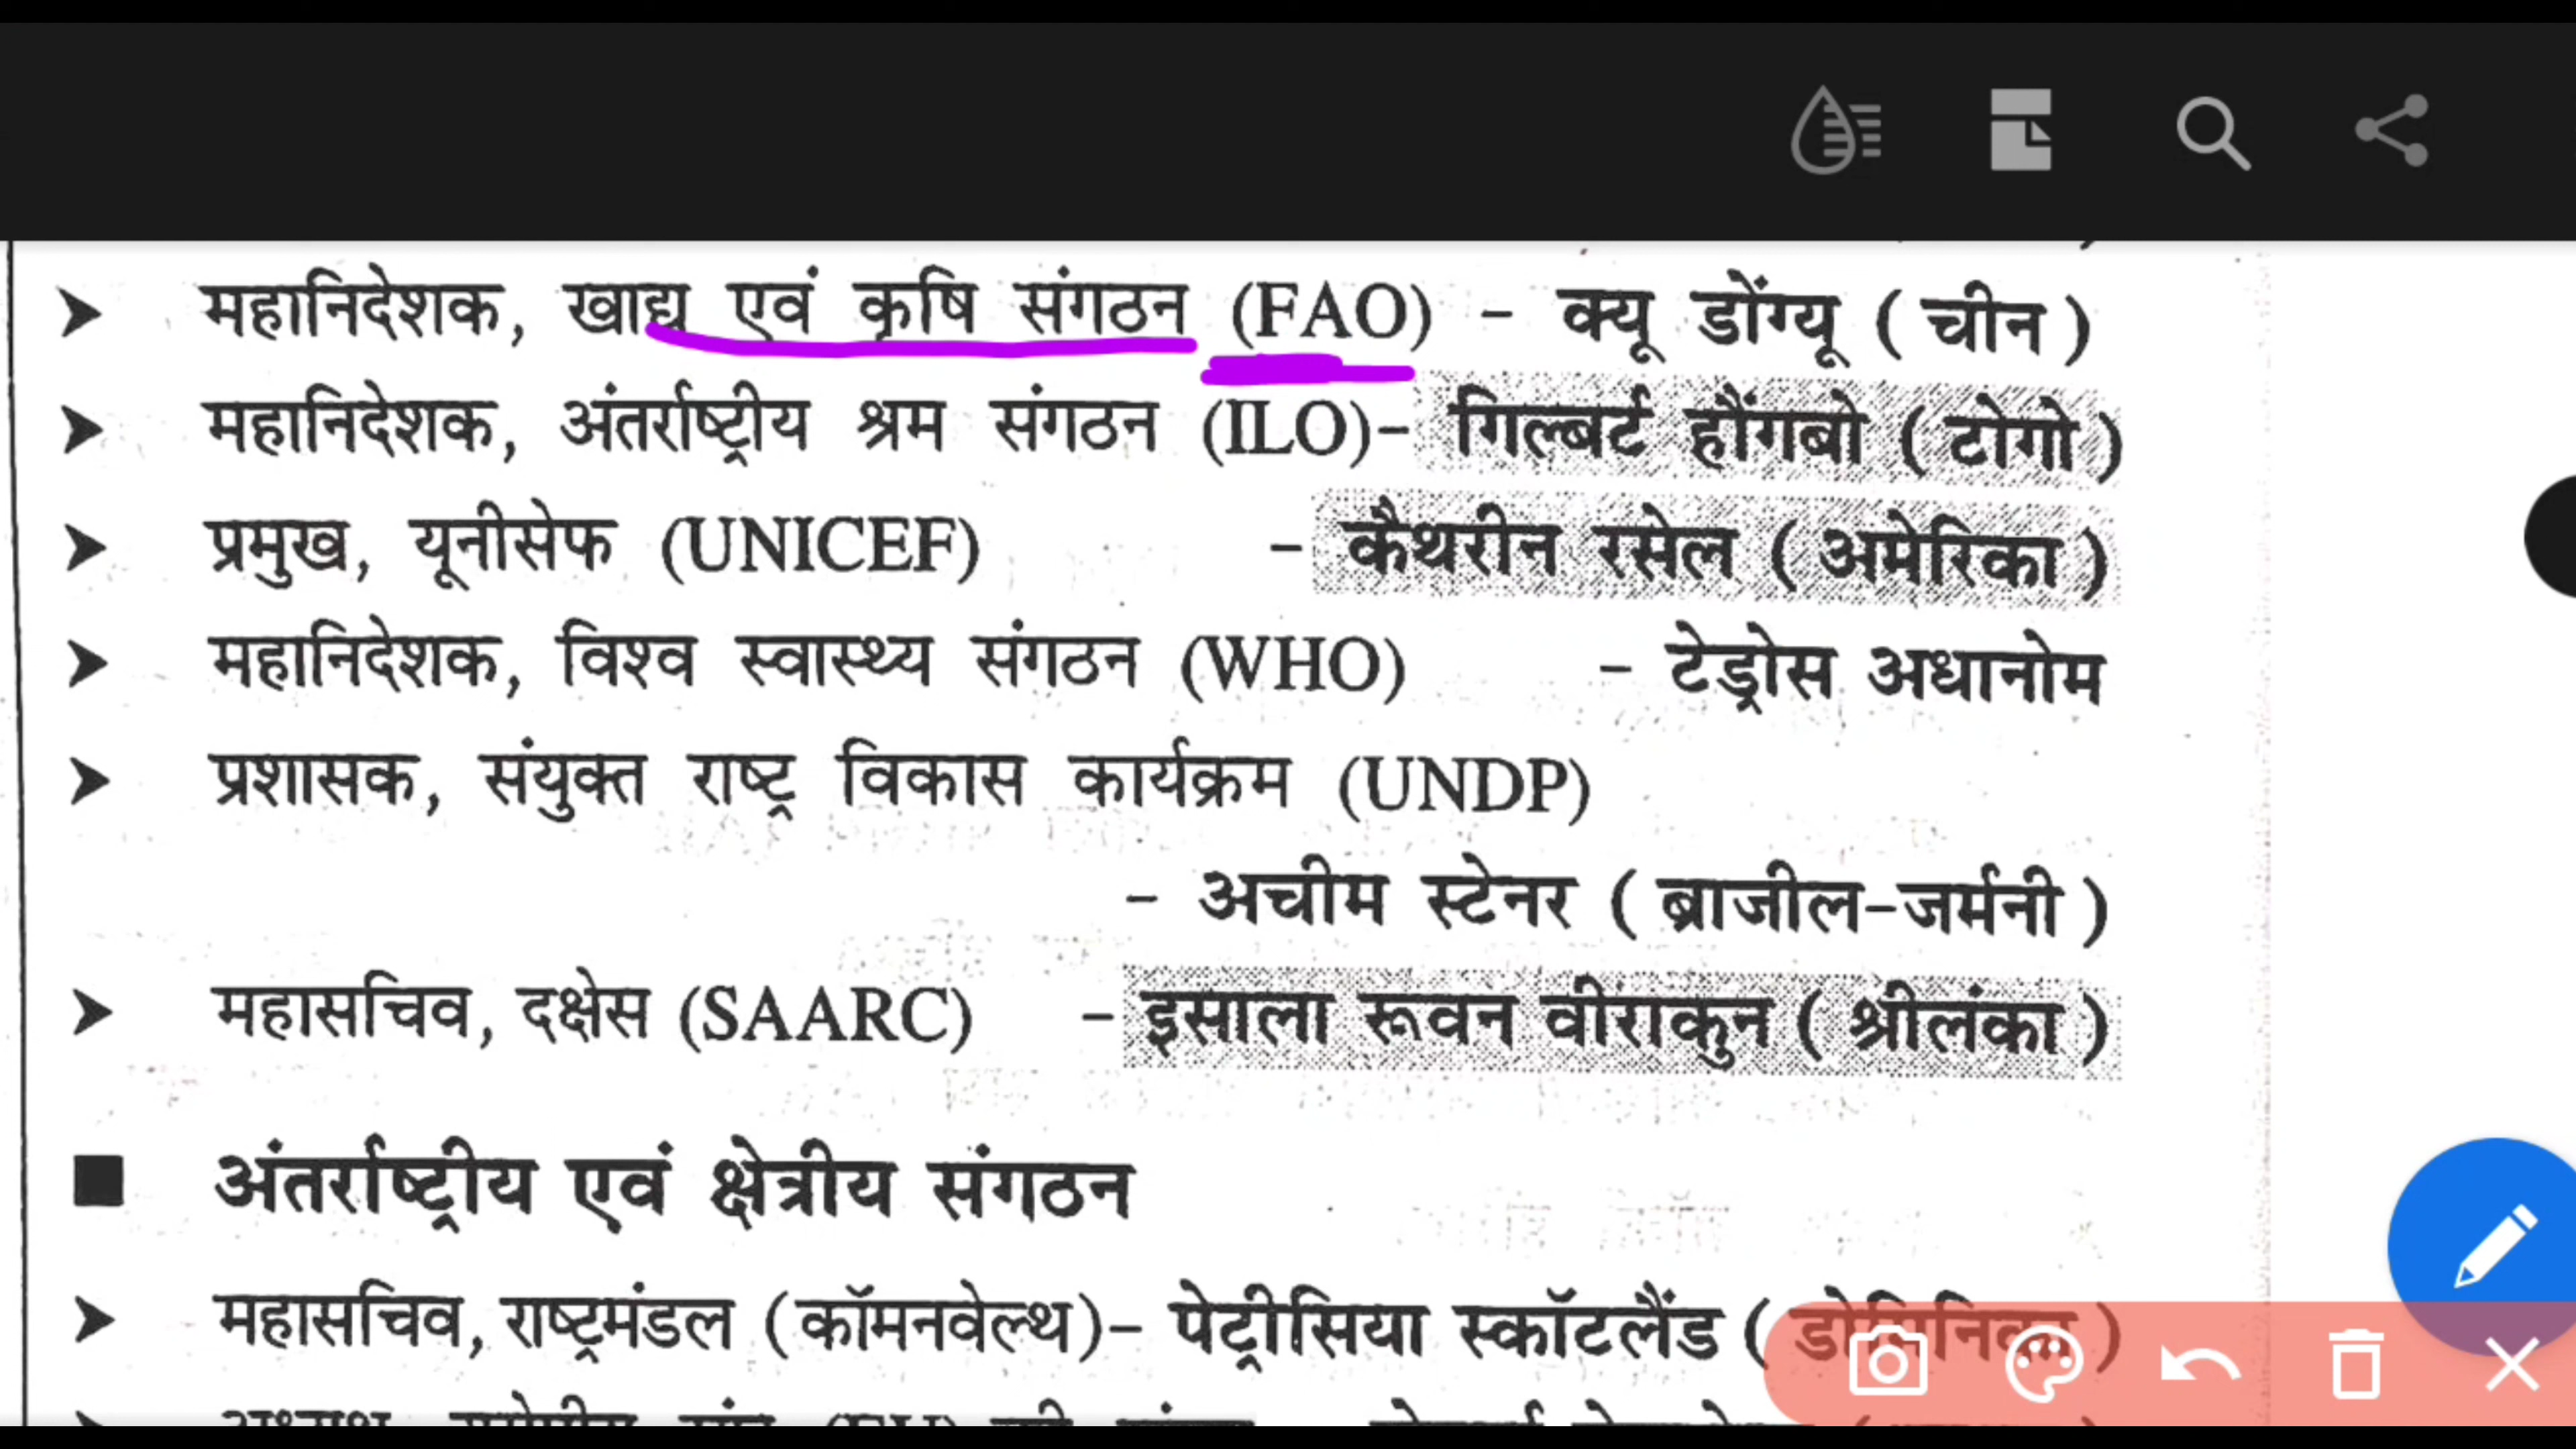 ➤ महानिदेशक, खाद्य एवं कृषि संगठन (FAO) - क्यू डोंग्यू (चीन)
➤ महानिदेशक, अंतर्राष्ट्रीय श्रम संगठन (ILO)- गिल्बर्ट हौंगबो (टोगो)
➤ प्रमुख, यूनीसेफ (UNICEF) - कैथरीन रसेल (अमेरिका)
➤ महानिदेशक, विश्व स्वास्थ्य संगठन (WHO) - टेड्रोस अधानोम
➤ प्रशासक, संयुक्त राष्ट्र विकास कार्यक्रम (UNDP)
- अचीम स्टेनर (ब्राजील-जर्मनी)
➤ महासचिव, दक्षेस (SAARC) - इसाला रूवन वीराकुन (श्रीलंका)
■ अंतर्राष्ट्रीय एवं क्षेत्रीय संगठन
➤ महासचिव, राष्ट्रमंडल (कॉमनवेल्थ)- पेट्रीसिया स्कॉटलैंड (डोमिनिका)